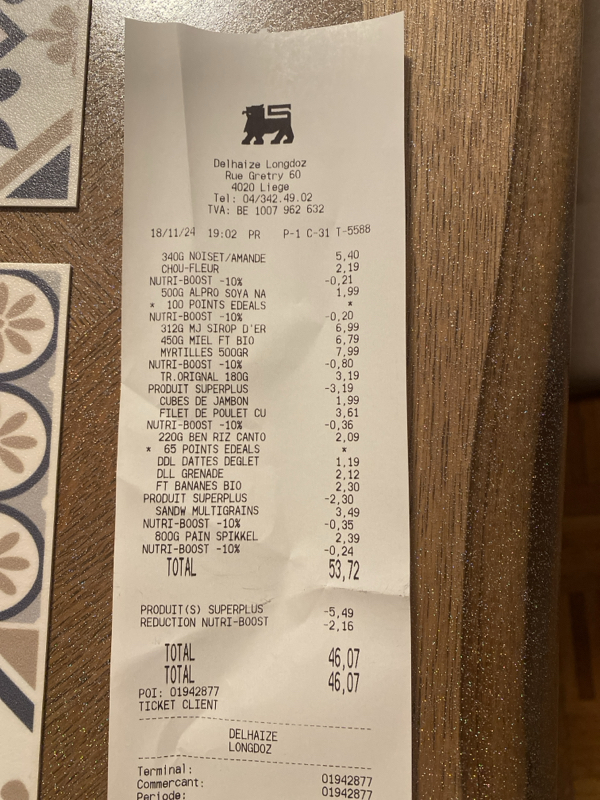 Delhaize Longdoz
Rue Gretry 60
4020 Liege
Tel: 04/342.49.02
TVA: BE 1007 962 632
18/11/24 19:02 PR P-1 C-31 T-5588
340G NOISET/AMANDE 5,40
CHOU-FLEUR 2,19
NUTRI-BOOST -10% -0,21
500G ALPRO SOYA NA 1,99
* 100 POINTS EDEALS *
NUTRI-BOOST -10% -0,20
312G MJ SIROP D'ER 6,99
450G MIEL FT BIO 6,79
MYRTILLES 500GR 7,99
NUTRI-BOOST -10% -0,80
TR.ORIGNAL 180G 3,19
PRODUIT SUPERPLUS -3,19
CUBES DE JAMBON 1,99
FILET DE POULET CU 3,61
NUTRI-BOOST -10% -0,36
220G BEN RIZ CANTO 2,09
* 65 POINTS EDEALS *
DDL DATTES DEGLET 1,19
DLL GRENADE 2,12
FT BANANES BIO 2,30
PRODUIT SUPERPLUS -2,30
SANDW MULTIGRAINS 3,49
NUTRI-BOOST -10% -0,35
800G PAIN SPIKKEL 2,39
NUTRI-BOOST -10% -0,24
TOTAL 53,72
PRODUIT(S) SUPERPLUS -5,49
REDUCTION NUTRI-BOOST -2,16
TOTAL 46,07
TOTAL 46,07
POI: 01942877
TICKET CLIENT
DELHAIZE
LONGDOZ
Terminal: 01942877
Commercant: 01942877
Periode: